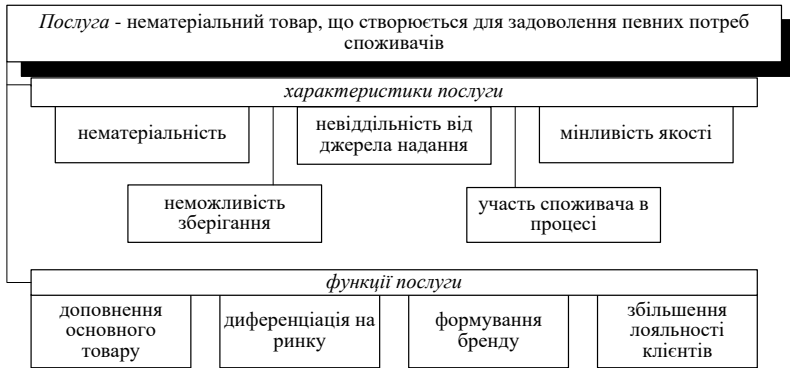 Послуга - нематеріальний товар, що створюється для задоволення певних потреб
споживачів
характеристики послуги
нематеріальність
невіддільність від
джерела надання
мінливість якості
неможливість
зберігання
участь споживача в
процесі
функції послуги
доповнення
основного
товару
диференціація на
ринку
формування
бренду
збільшення
лояльності
клієнтів